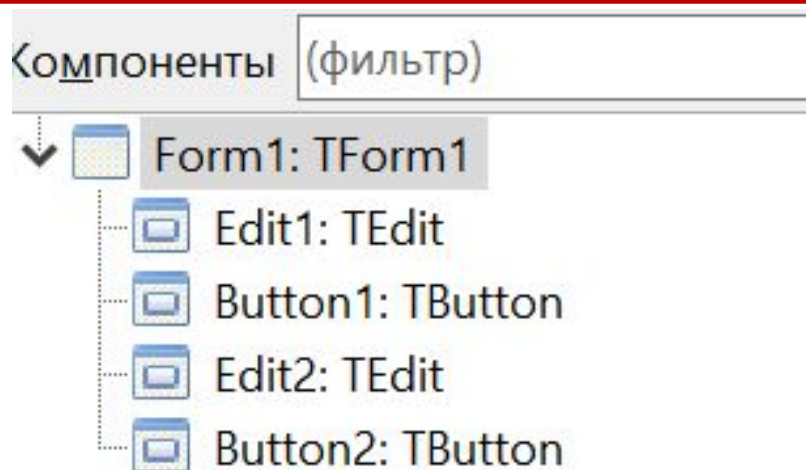 Компоненты (фильтр)
Form1: TForm1
Edit1: TEdit
Button1: TButton
Edit2: TEdit
Button2: TButton